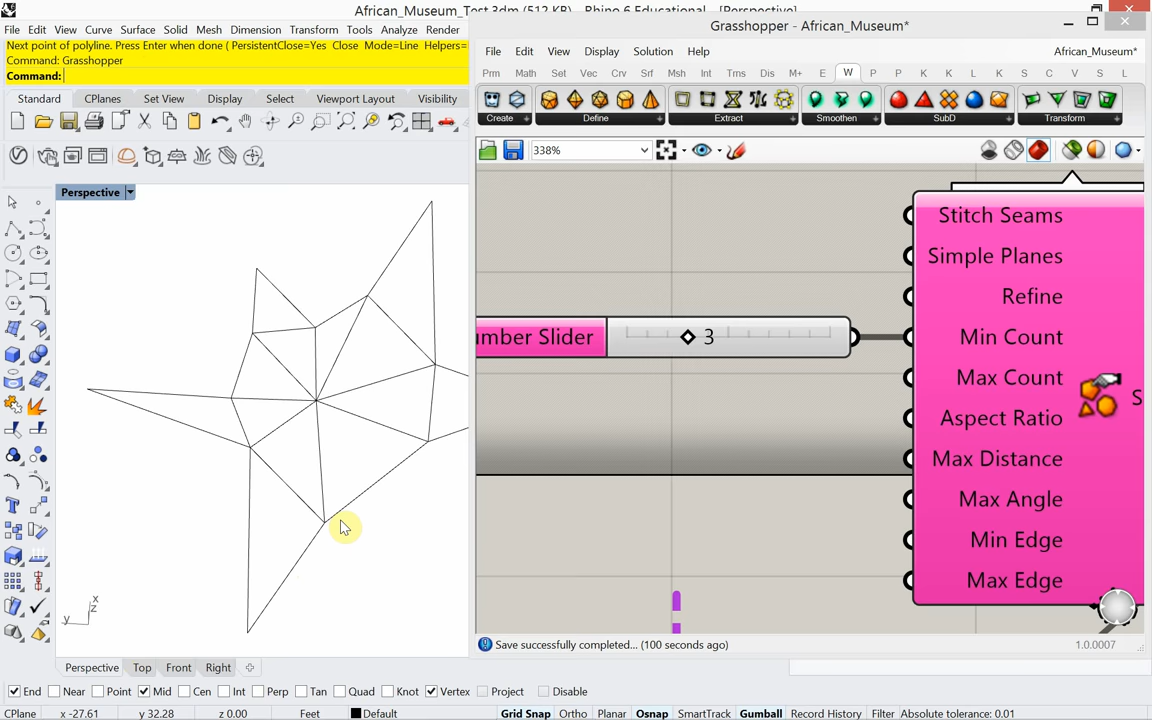 African_Museum_Test.3dm (512 KB) - Rhino 6 Educational - [Perspective]
File Edit View Curve Surface Solid Mesh Dimension Transform Tools Analyze Render
Next point of polyline. Press Enter when done ( PersistentClose=Yes Close Mode=Line Helpers=
Command: Grasshopper
Command:
Standard CPlanes Set View Display Select Viewport Layout Visibility
Perspective
y x z
Grasshopper - African_Museum*
File Edit View Display Solution Help African_Museum*
Prm Math Set Vec Crv Srf Msh Int Trns Dis M+ E W P P K K L K S C V S L
Create Define Extract Smoothen SubD Transform
338%
Stitch Seams
Simple Planes
Refine
umber Slider 3 Min Count
Max Count
Aspect Ratio
S
Max Distance
Max Angle
Min Edge
Max Edge
Save successfully completed... (100 seconds ago) 1.0.0007
Perspective Top Front Right
End Near Point Mid Cen Int Perp Tan Quad Knot Vertex Project Disable
CPlane x -27.61 y 32.28 z 0.00 Feet Default Grid Snap Ortho Planar Osnap SmartTrack Gumball Record History Filter Absolute tolerance: 0.01